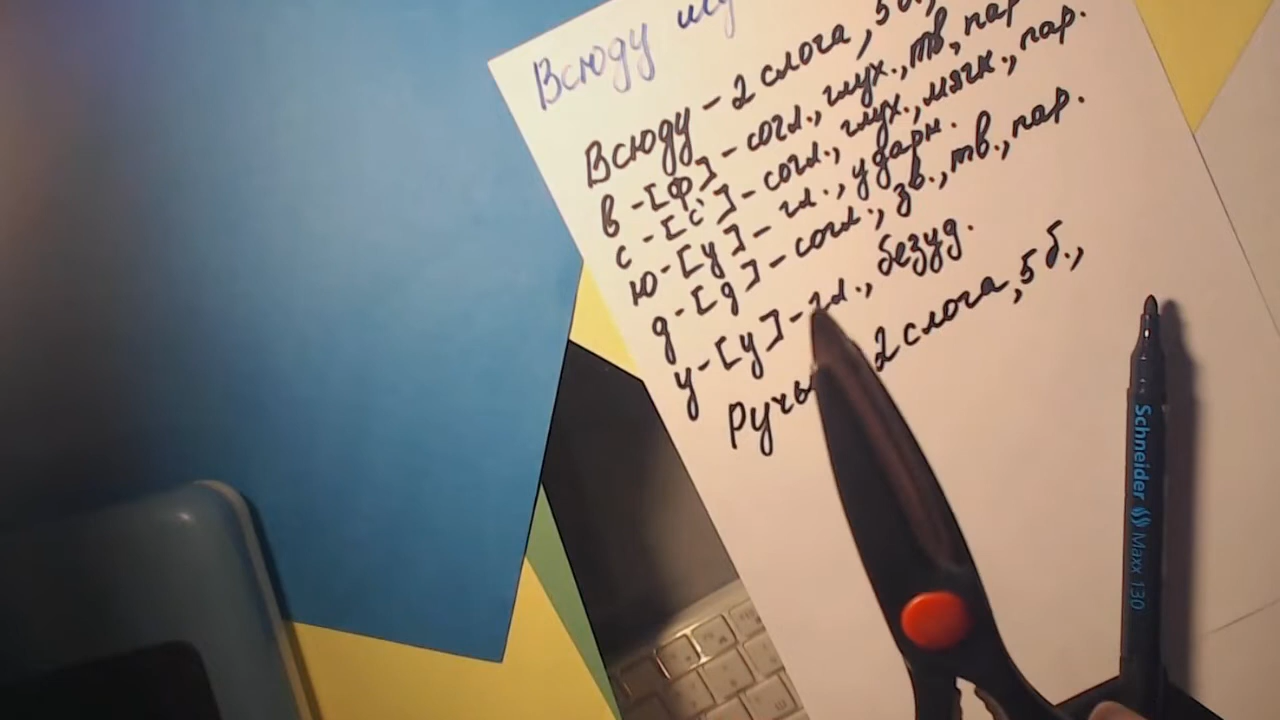 Всюду
Всюду - 2 слога, 5
в - [ф] - согл., глух., тв., пар
с - [с'] - согл., глух., мягк., пар.
ю - [у] - гл., ударн.
д - [д] - согл., зв., тв., пар.
у - [у] - гл., безуд.
Ручь 2 слога, 5 б.,
Schneider Maxx 130